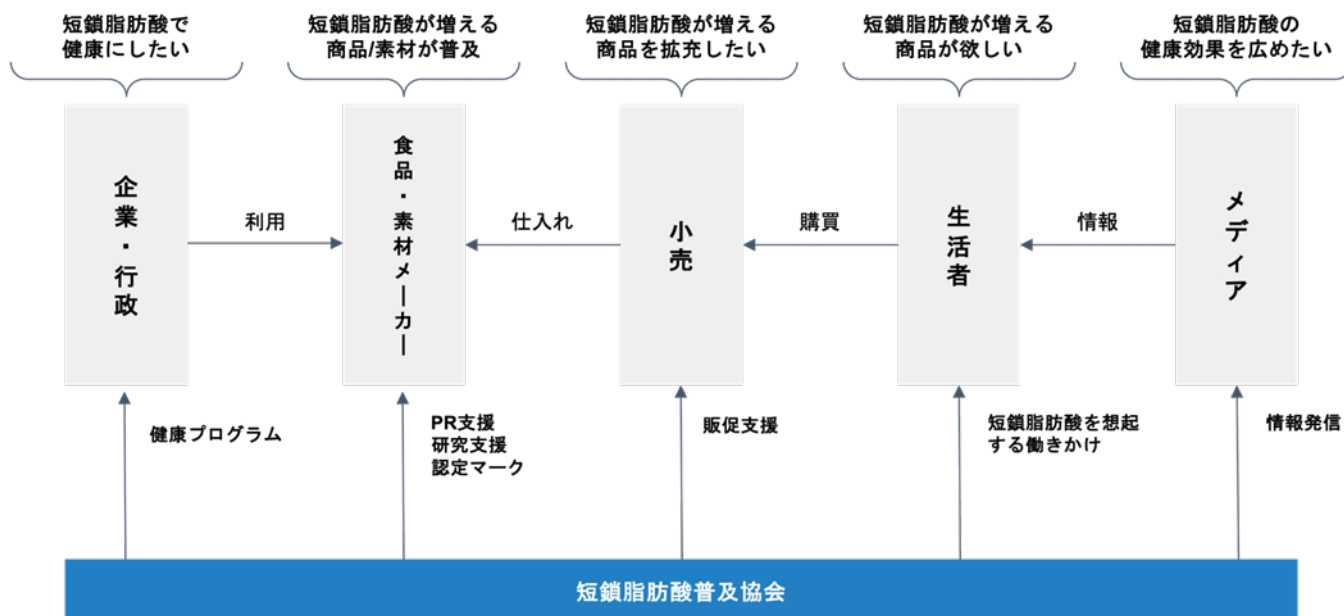 短鎖脂肪酸で
健康にしたい
短鎖脂肪酸が増える
商品/素材が普及
短鎖脂肪酸が増える
商品を拡充したい
短鎖脂肪酸が増える
商品が欲しい
短鎖脂肪酸の
健康効果を広めたい
企業・行政
利用
食品・素材メーカー
仕入れ
小売
購買
生活者
情報
メディア
健康プログラム
PR支援
研究支援
認定マーク
販促支援
短鎖脂肪酸を想起
する働きかけ
情報発信
短鎖脂肪酸普及協会